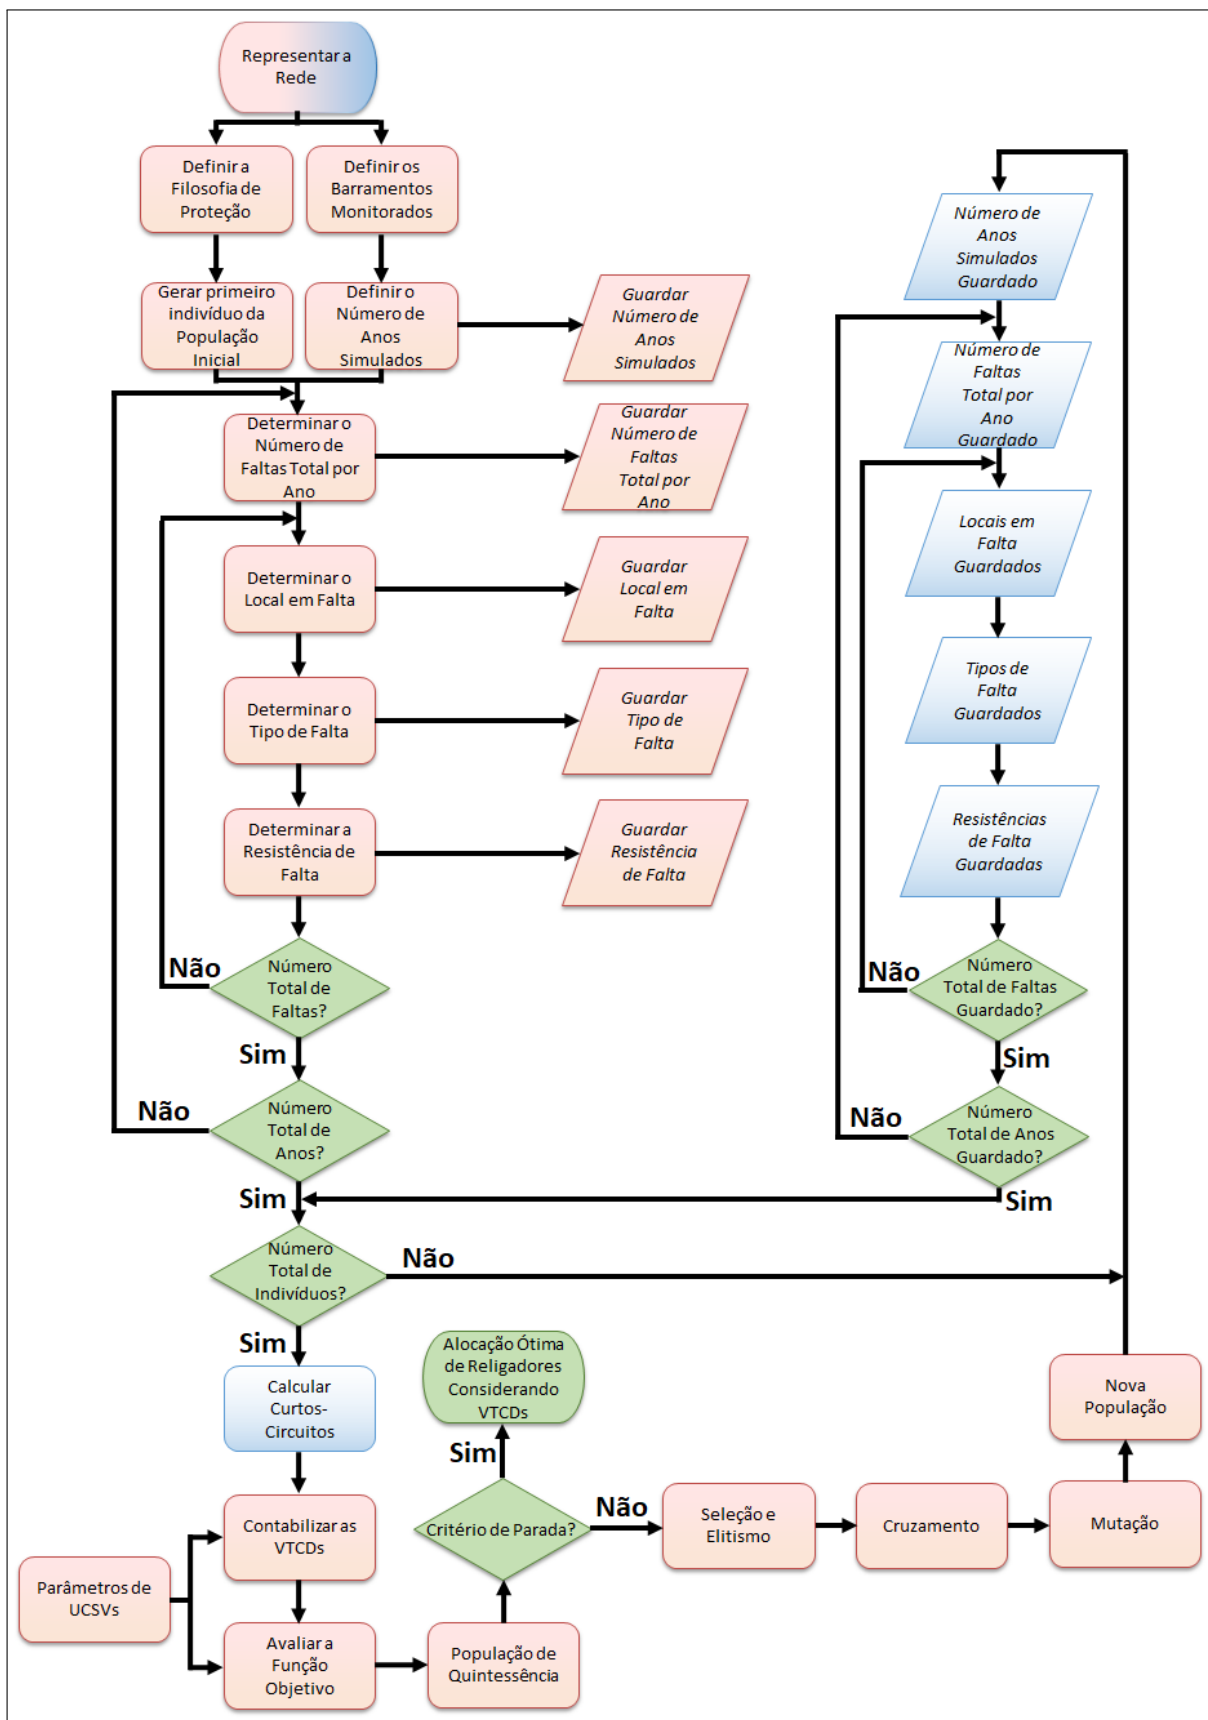 Representar a
Rede
Definir a
Filosofia de
Proteção
Definir os
Barramentos
Monitorados
Gerar primeiro
indivíduo da
População
Inicial
Definir o
Número de
Anos
Simulados
Guardar
Número de
Anos
Simulados
Determinar o
Número de
Faltas Total por
Ano
Guardar
Número de
Faltas
Total por
Ano
Determinar o
Local em Falta
Guardar
Local em
Falta
Determinar o
Tipo de Falta
Guardar
Tipo de
Falta
Determinar a
Resistência de
Falta
Guardar
Resistência
de Falta
Número
Total de
Faltas?
Não
Sim
Número
Total de
Anos?
Não
Sim
Número de
Anos
Simulados
Guardado
Número de
Faltas
Total por
Ano
Guardado
Locais em
Falta
Guardados
Tipos de
Falta
Guardados
Resistências
de Falta
Guardadas
Número
Total de Faltas
Guardado?
Não
Sim
Número
Total de Anos
Guardado?
Não
Sim
Número
Total de
Indivíduos?
Não
Sim
Calcular
Curtos-
Circuitos
Contabilizar as
VTCDs
Parâmetros de
UCSVs
Avaliar a
Função
Objetivo
População de
Quintessência
Critério de Parada?
Sim
Alocação Ótima
de Religadores
Considerando
VTCDs
Não
Seleção e
Elitismo
Cruzamento
Mutação
Nova
População